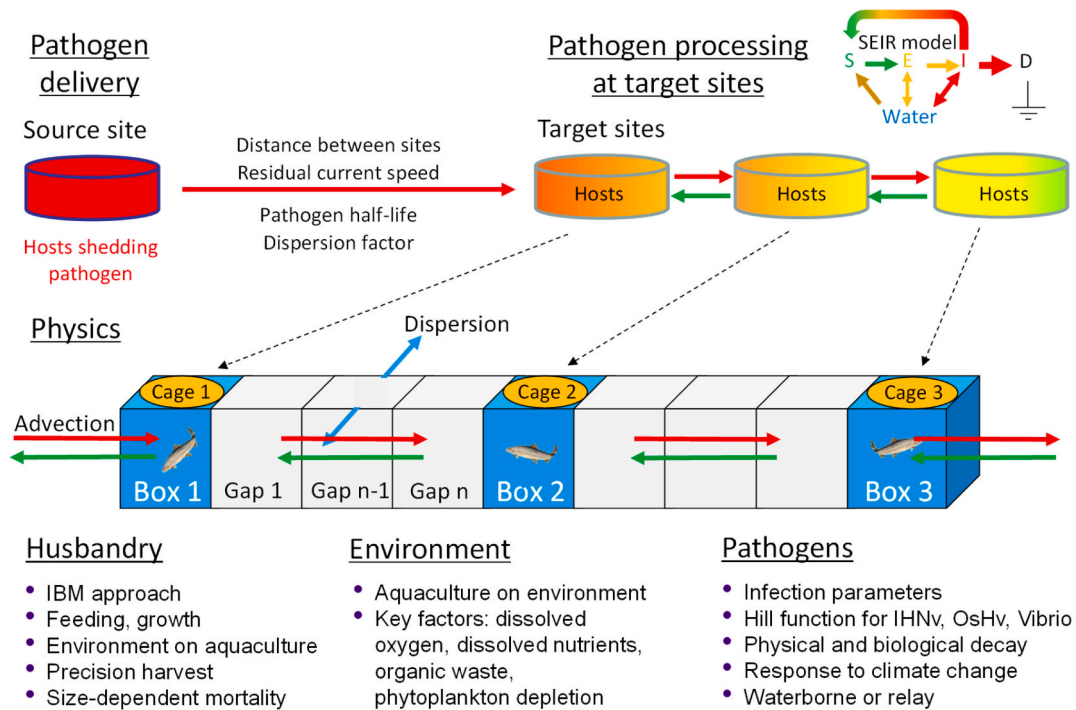 Pathogen
delivery
Source site
Hosts shedding
pathogen
Distance between sites
Residual current speed
Pathogen half-life
Dispersion factor
Pathogen processing
at target sites
Target sites
Hosts
Hosts
Hosts
SEIR model
S E I D
Water
Physics
Dispersion
Cage 1
Cage 2
Cage 3
Advection
Box 1
Gap 1
Gap n-1
Gap n
Box 2
Box 3
Husbandry
• IBM approach
• Feeding, growth
• Environment on aquaculture
• Precision harvest
• Size-dependent mortality
Environment
• Aquaculture on environment
• Key factors: dissolved
oxygen, dissolved nutrients,
organic waste,
phytoplankton depletion
Pathogens
• Infection parameters
• Hill function for IHNv, OsHv, Vibrio
• Physical and biological decay
• Response to climate change
• Waterborne or relay